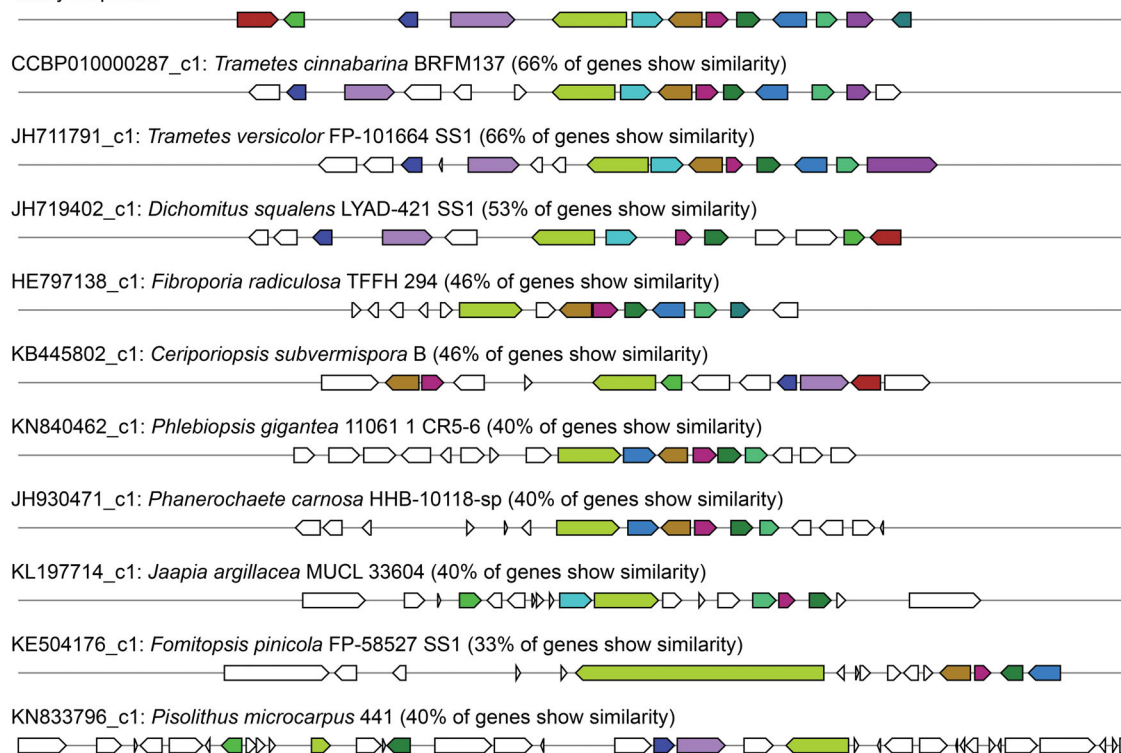 CCBP010000287_c1: Trametes cinnabarina BRFM137 (66% of genes show similarity)
JH711791_c1: Trametes versicolor FP-101664 SS1 (66% of genes show similarity)
JH719402_c1: Dichomitus squalens LYAD-421 SS1 (53% of genes show similarity)
HE797138_c1: Fibroporia radiculosa TFFH 294 (46% of genes show similarity)
KB445802_c1: Ceriporiopsis subvermispora B (46% of genes show similarity)
KN840462_c1: Phlebiopsis gigantea 11061 1 CR5-6 (40% of genes show similarity)
JH930471_c1: Phanerochaete carnosa HHB-10118-sp (40% of genes show similarity)
KL197714_c1: Jaapia argillacea MUCL 33604 (40% of genes show similarity)
KE504176_c1: Fomitopsis pinicola FP-58527 SS1 (33% of genes show similarity)
KN833796_c1: Pisolithus microcarpus 441 (40% of genes show similarity)